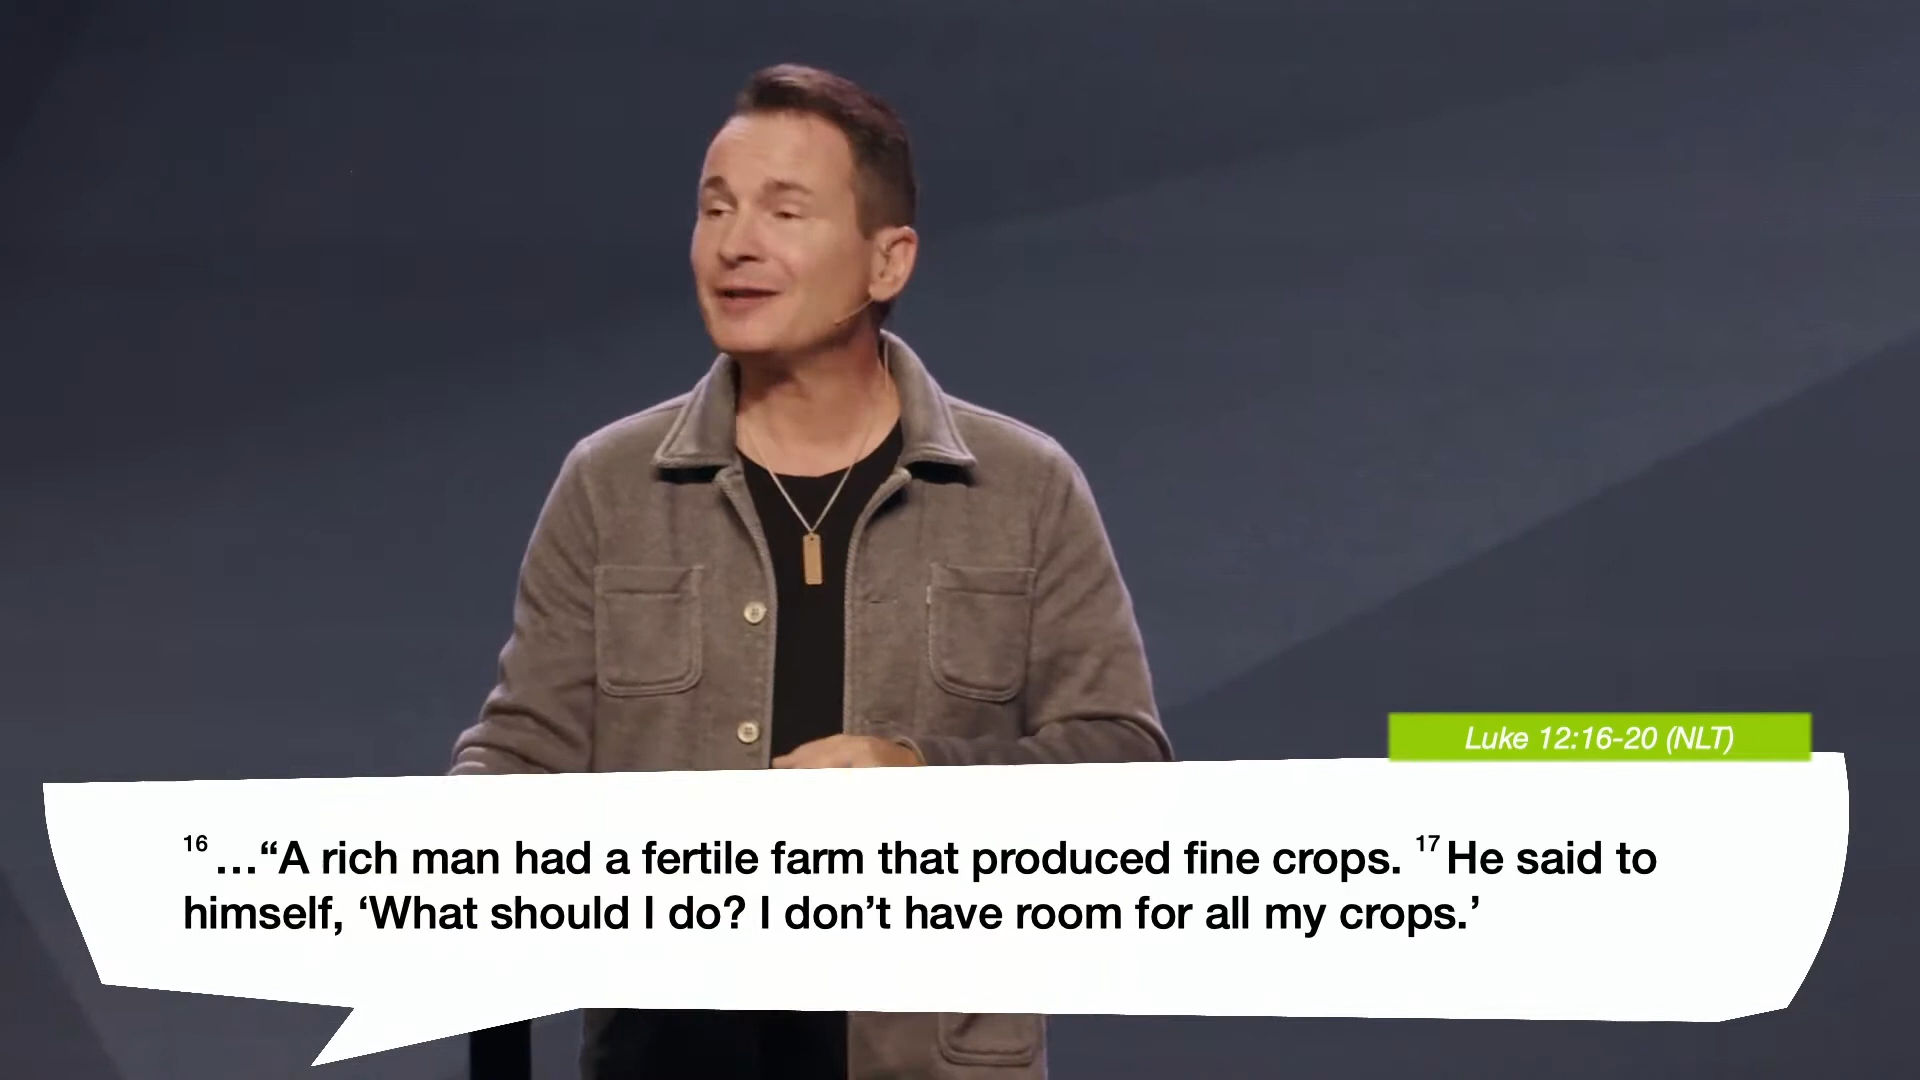 Luke 12:16-20 (NLT)
16 …“A rich man had a fertile farm that produced fine crops. 17 He said to
himself, ‘What should I do? I don’t have room for all my crops.’